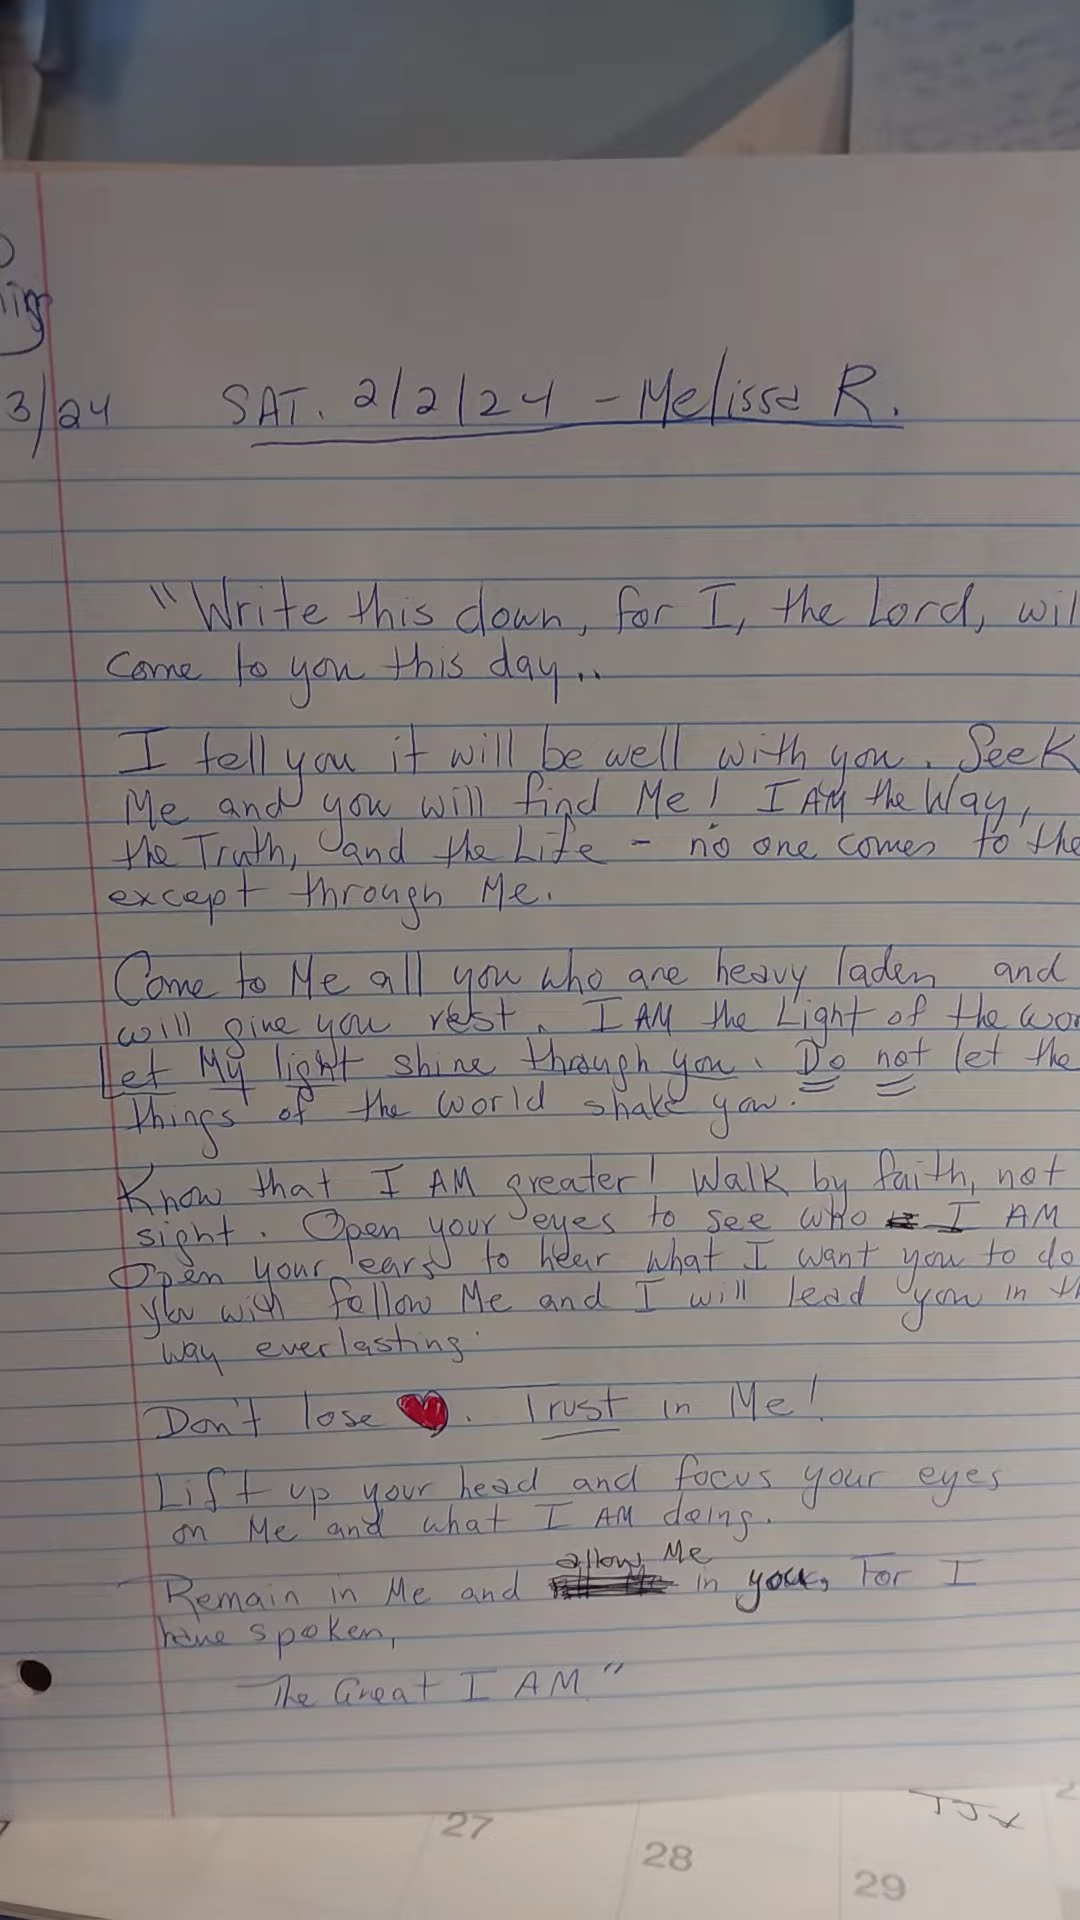 3/24
SAT. 2/2/24 - Melissa R.
"Write this down, for I, the Lord, wil
come to you this day..
I tell you it will be well with you. Seek
Me and you will find Me! I AM the Way,
the Truth, and the Life - no one comes to the
except through Me.
Come to Me all you who are heavy laden and
will give you rest. I AM the Light of the wor
Let My light shine through you. Do not let the
things of the world shake you.
Know that I AM greater! Walk by faith, not
sight. Open your eyes to see who I AM
Open your ears to hear what I want you to do
you will follow Me and I will lead you in th
way everlasting.
Don't lose ❤. Trust in Me!
Lift up your head and focus your eyes
on Me and what I AM doing.
Remain in Me and allow Me in you, For I
have spoken,
The Great I AM"
27
28
29